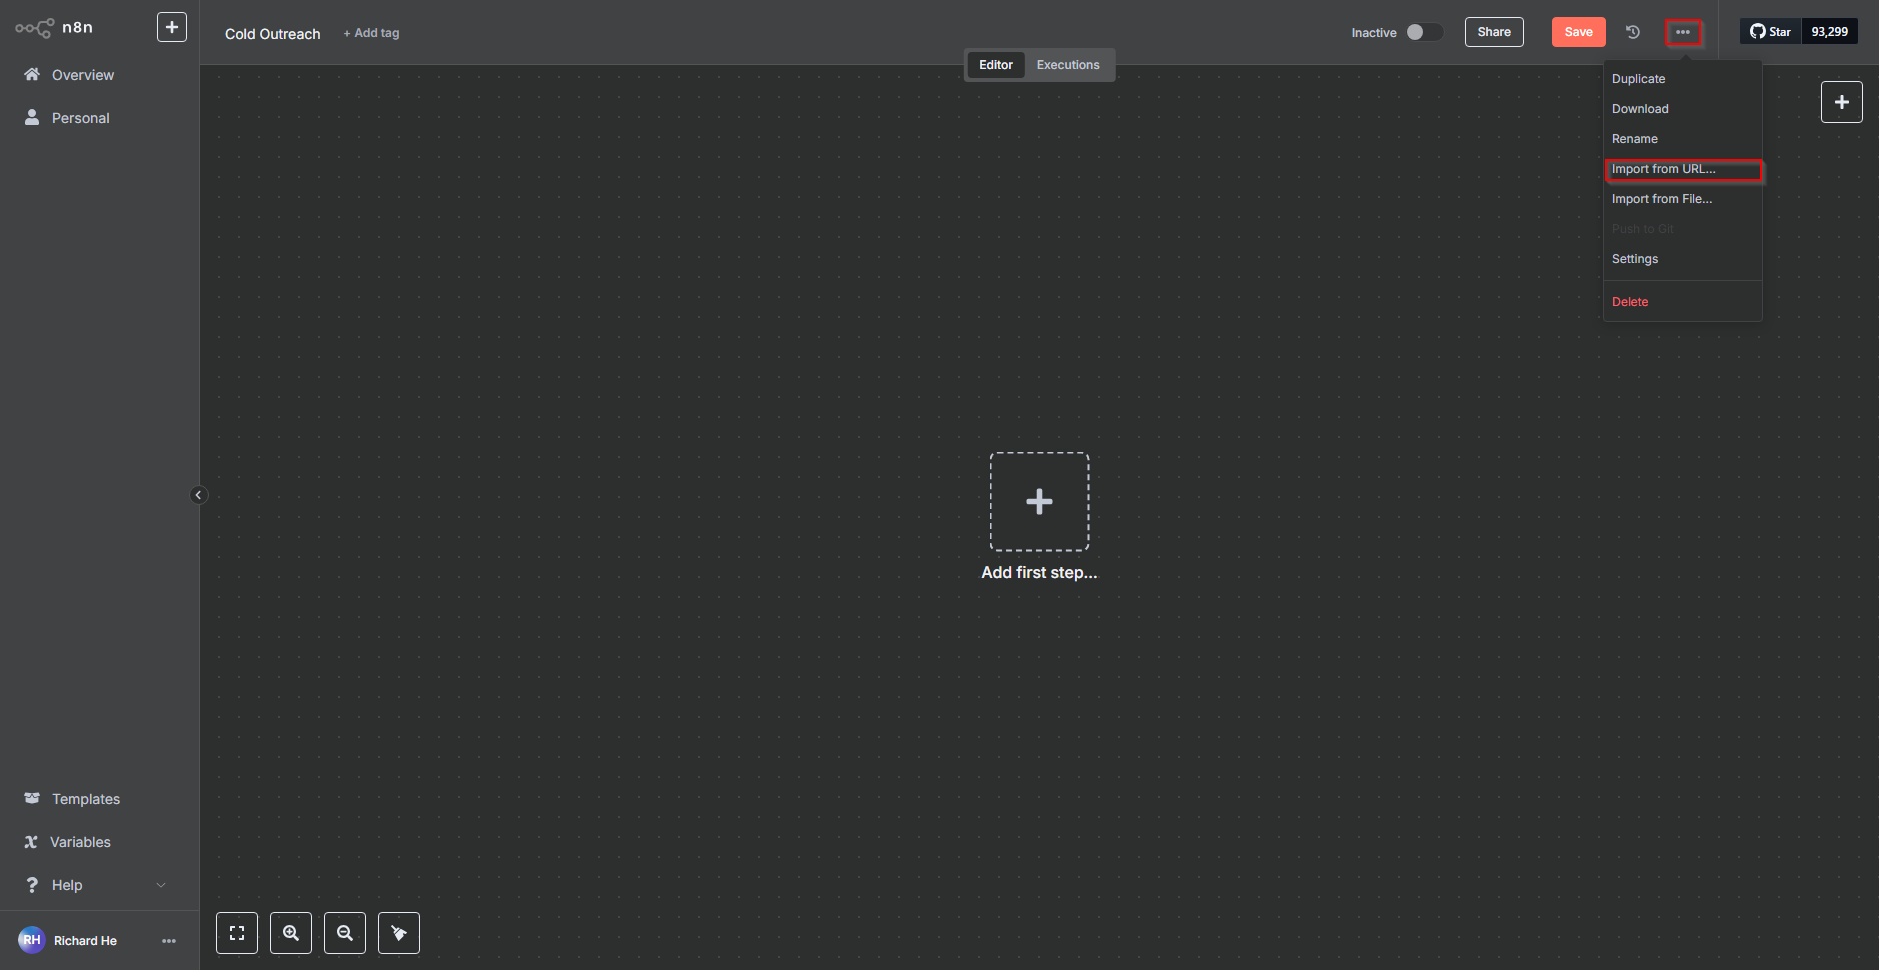 n8n
Overview
Personal
Templates
Variables
Help
RH Richard He
Cold Outreach + Add tag
Inactive Share Save Star 93,299
Editor Executions
Duplicate
Download
Rename
Import from URL...
Import from File...
Push to Git
Settings
Delete
Add first step...